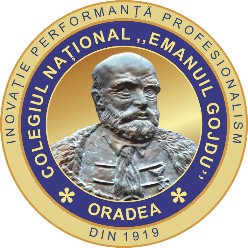 INOVAȚIE PERFORMANȚĂ PROFESIONALISM
COLEGIUL NAȚIONAL ,,EMANUIL GOJDU''
ORADEA
DIN 1919